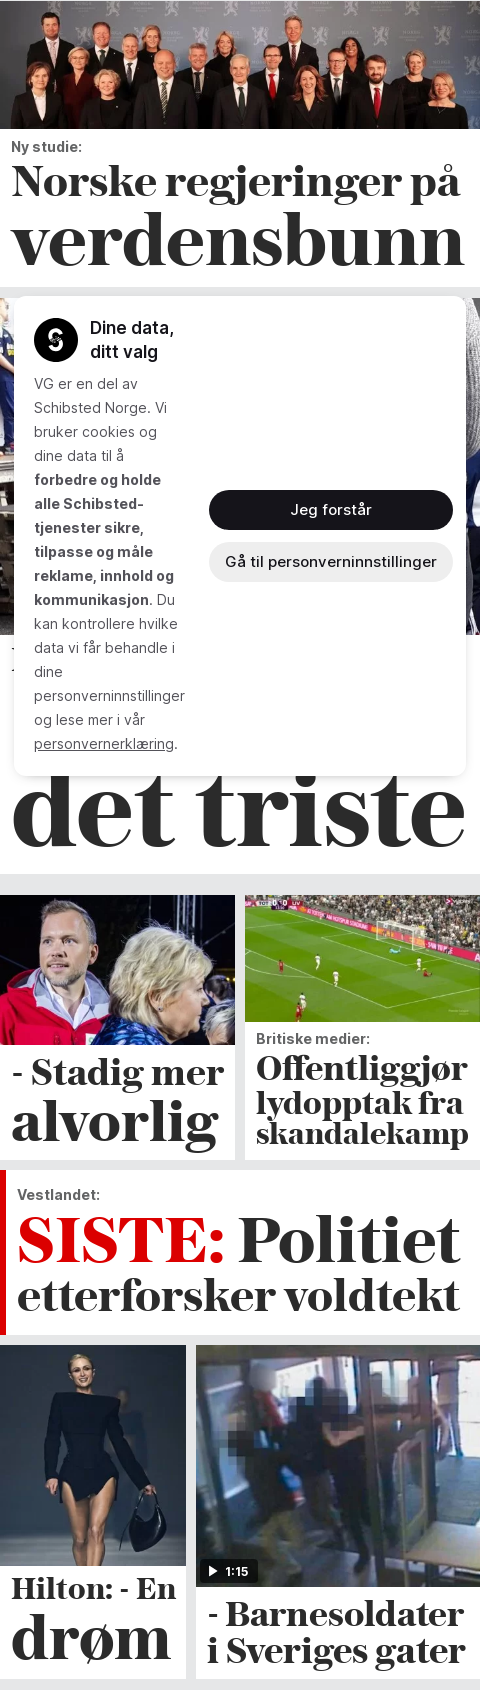 Ny studie:
Norske regjeringer på
verdensbunn
Dine data,
ditt valg
VG er en del av
Schibsted Norge. Vi
bruker cookies og
dine data til å
forbedre og holde
alle Schibsted-
tjenester sikre,
tilpasse og måle
reklame, innhold og
kommunikasjon. Du
kan kontrollere hvilke
data vi får behandle i
dine
personverninnstillinger
og lese mer i vår
personvernerklæring.
Jeg forstår
Gå til personverninnstillinger
det triste
- Stadig mer
alvorlig
Britiske medier:
Offentliggjør
lydopptak fra
skandalekamp
Vestlandet:
SISTE: Politiet
etterforsker voldtekt
Hilton: - En
drøm
1:15
- Barnesoldater
i Sveriges gater